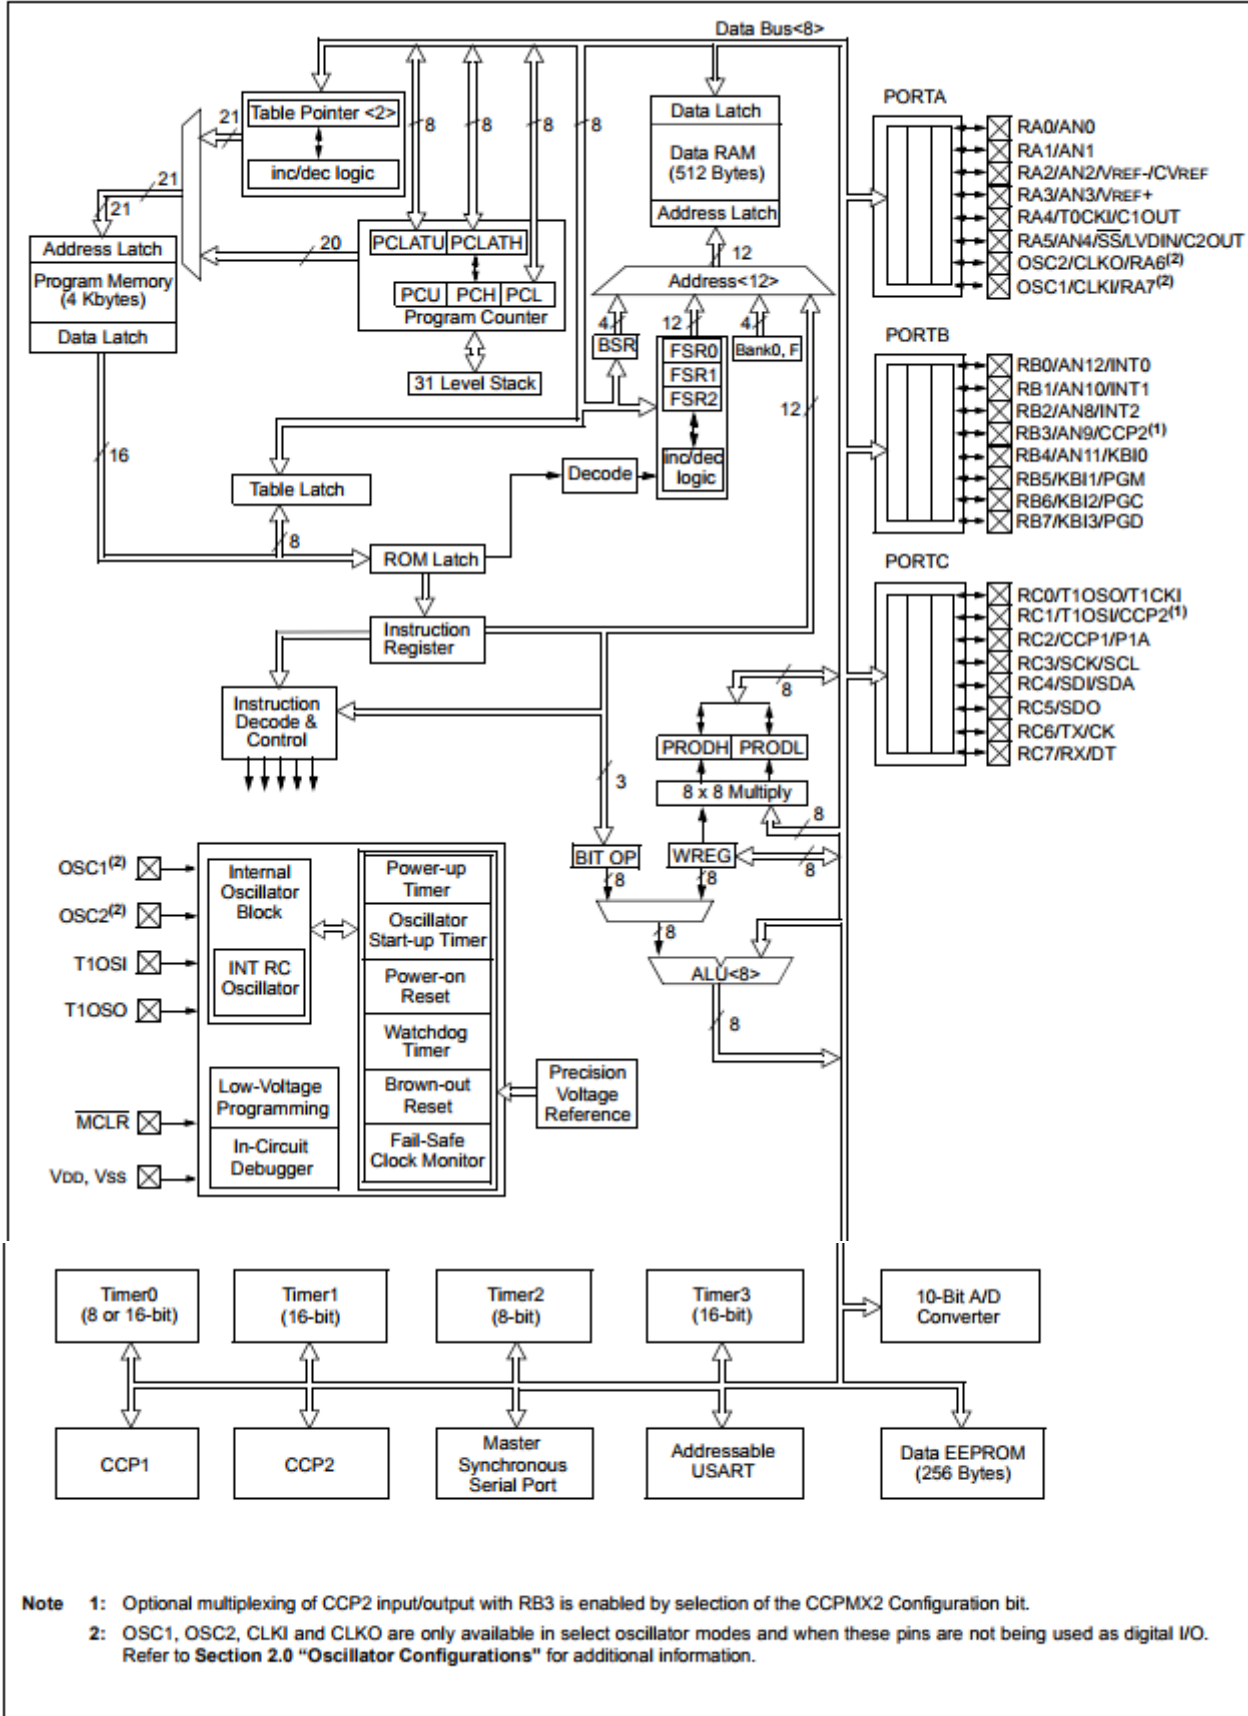 Data Bus<8>
Table Pointer <2>
inc/dec logic
21
21
21
8
8
8
8
Data Latch
Data RAM
(512 Bytes)
Address Latch
12
Address<12>
Address Latch
Program Memory
(4 Kbytes)
Data Latch
20
PCLATU
PCLATH
PCU
PCH
PCL
Program Counter
31 Level Stack
4
12
4
BSR
FSR0
FSR1
FSR2
inc/dec
logic
Bank0, F
12
16
Table Latch
8
Decode
ROM Latch
Instruction
Register
Instruction
Decode &
Control
8
PRODH
PRODL
8 x 8 Multiply
3
8
BIT OP
WREG
8
8
8
8
ALU<8>
8
PORTA
RA0/AN0
RA1/AN1
RA2/AN2/VREF-/CVREF
RA3/AN3/VREF+
RA4/T0CKI/C1OUT
RA5/AN4/SS/LVDIN/C2OUT
OSC2/CLKO/RA6(2)
OSC1/CLKI/RA7(2)
PORTB
RB0/AN12/INT0
RB1/AN10/INT1
RB2/AN8/INT2
RB3/AN9/CCP2(1)
RB4/AN11/KBI0
RB5/KBI1/PGM
RB6/KBI2/PGC
RB7/KBI3/PGD
PORTC
RC0/T1OSO/T1CKI
RC1/T1OSI/CCP2(1)
RC2/CCP1/P1A
RC3/SCK/SCL
RC4/SDI/SDA
RC5/SDO
RC6/TX/CK
RC7/RX/DT
OSC1(2)
OSC2(2)
T1OSI
T1OSO
MCLR
VDD, VSS
Internal
Oscillator
Block
INT RC
Oscillator
Low-Voltage
Programming
In-Circuit
Debugger
Power-up
Timer
Oscillator
Start-up Timer
Power-on
Reset
Watchdog
Timer
Brown-out
Reset
Fail-Safe
Clock Monitor
Precision
Voltage
Reference
Timer0
(8 or 16-bit)
Timer1
(16-bit)
Timer2
(8-bit)
Timer3
(16-bit)
10-Bit A/D
Converter
CCP1
CCP2
Master
Synchronous
Serial Port
Addressable
USART
Data EEPROM
(256 Bytes)
Note 1: Optional multiplexing of CCP2 input/output with RB3 is enabled by selection of the CCPMX2 Configuration bit.
2: OSC1, OSC2, CLKI and CLKO are only available in select oscillator modes and when these pins are not being used as digital I/O.
Refer to Section 2.0 “Oscillator Configurations” for additional information.